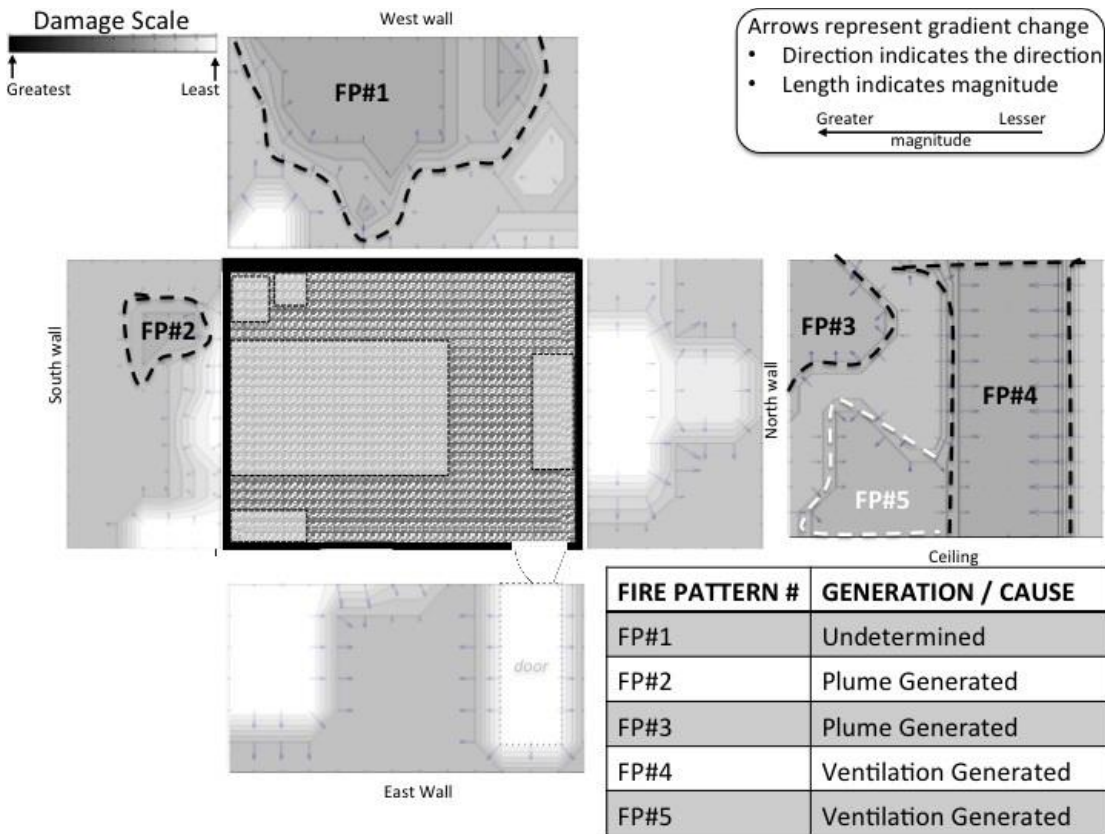 Damage Scale
Greatest
Least
West wall
Arrows represent gradient change
• Direction indicates the direction
• Length indicates magnitude
Greater
Lesser
magnitude
FP#1
South wall
FP#2
North wall
FP#3
FP#4
FP#5
Ceiling
door
East Wall
FIRE PATTERN # GENERATION / CAUSE
FP#1 Undetermined
FP#2 Plume Generated
FP#3 Plume Generated
FP#4 Ventilation Generated
FP#5 Ventilation Generated